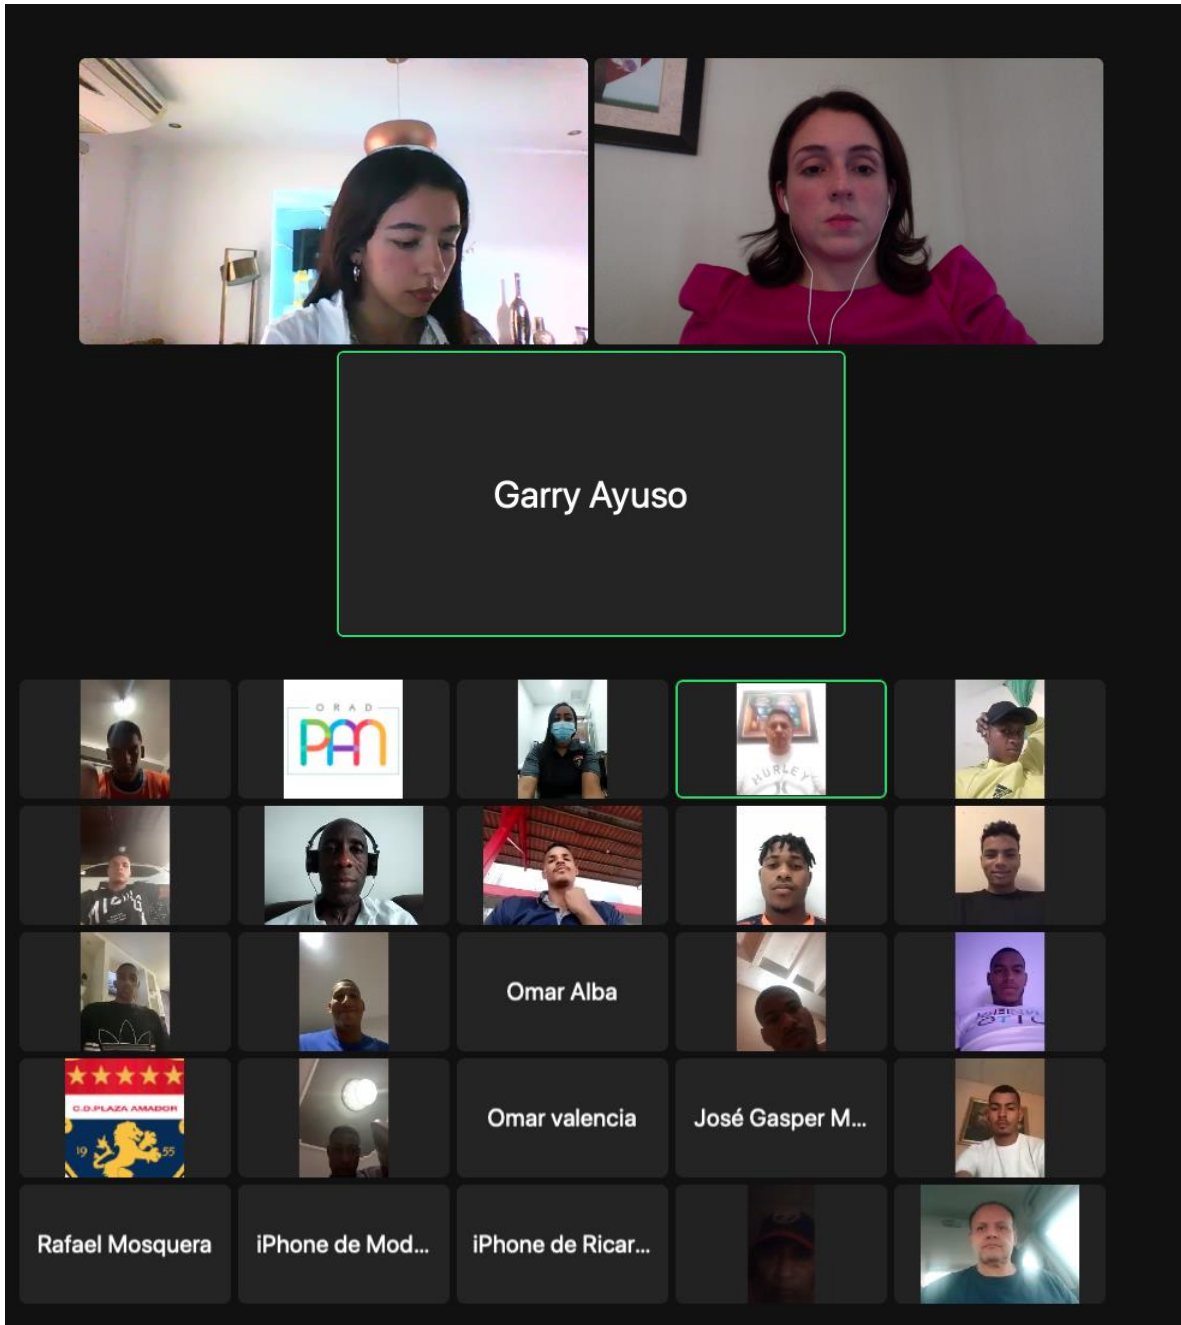 Garry Ayuso
ORAD
PAN
HURLEY
Omar Alba
C.D.PLAZA AMADOR
19 55
Omar valencia
José Gasper M...
Rafael Mosquera
iPhone de Mod...
iPhone de Ricar...